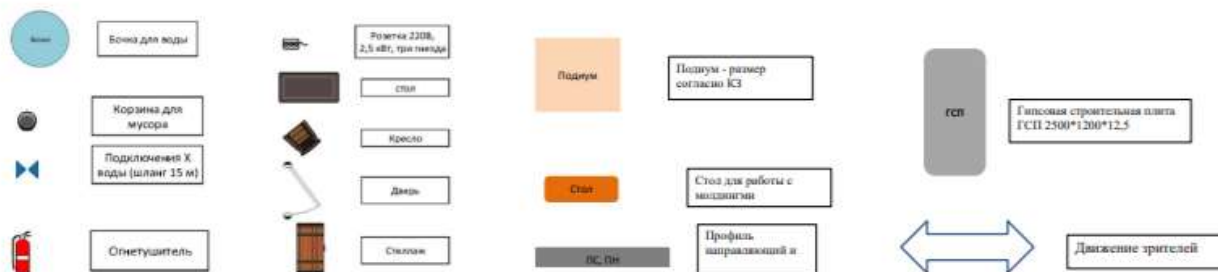 Бочка для воды
Корзина для
мусора
Подключения Х
воды (шланг 15 м)
Огнетушитель
Розетка 220В,
2,5 кВт, три гнезда
стол
Кресло
Дверь
Стеллаж
Подиум
Подиум - размер
согласно КЗ
Стол
Стол для работы с
молдингми
ПС, ПН
Профиль
направляющий и
ГСП
Гипсовая строительная плита
ГСП 2500*1200*12,5
Движение зрителей